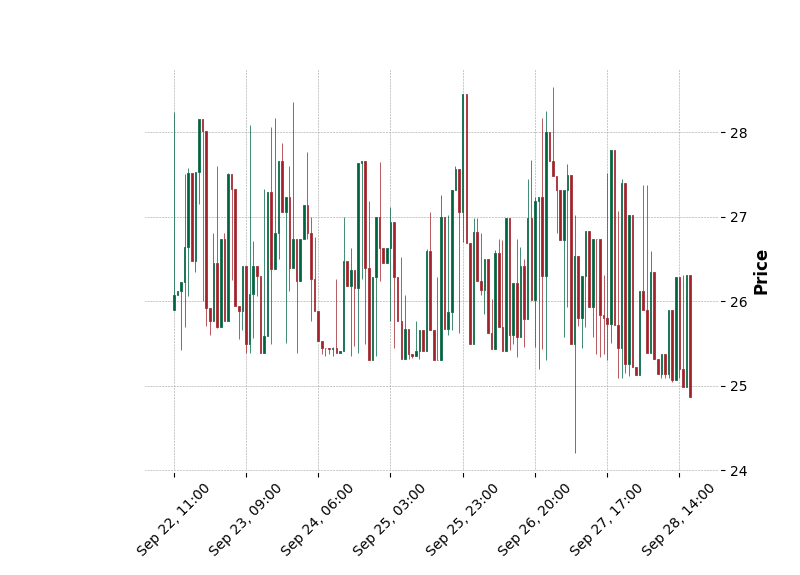 28
27
26
25
24
Price
Sep 22, 11:00
Sep 23, 09:00
Sep 24, 06:00
Sep 25, 03:00
Sep 25, 23:00
Sep 26, 20:00
Sep 27, 17:00
Sep 28, 14:00